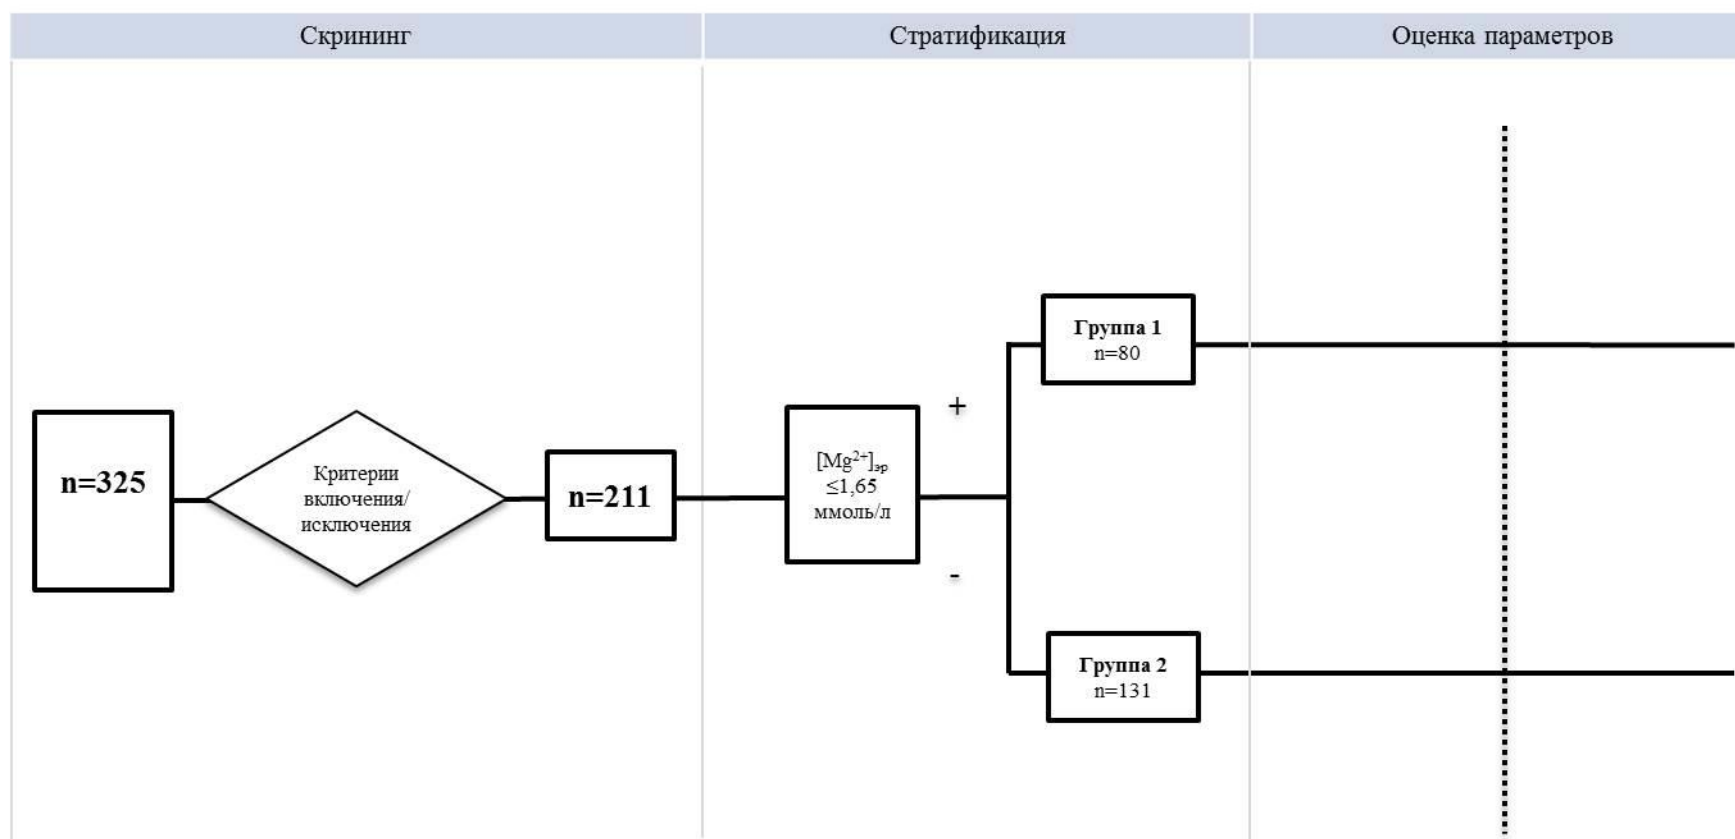 Скрининг
Стратификация
Оценка параметров
n=325
Критерии
включения/
исключения
n=211
[Mg²⁺]ₑᵣ
≤1,65
ммоль/л
+
-
Группа 1
n=80
Группа 2
n=131